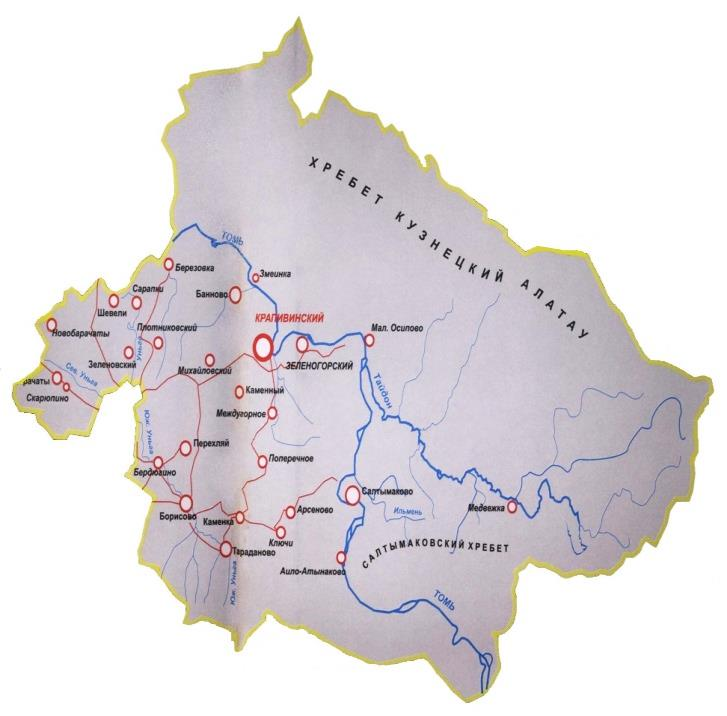 ХРЕБЕТ КУЗНЕЦКИЙ АЛАТАУ
ТОМЬ
Березовка
Змеинка
Сарапки
Банново
Шевели
КРАПИВИНСКИЙ
Новобарачаты
Плотниковский
Мал. Осипово
Унга
Зеленовский
Михайловский
ЗЕЛЕНОГОРСКИЙ
Сев. Уньга
рачаты
Скарюпино
Каменный
Тайдон
Междугорное
Юж. Уньга
Перехляй
Бердюгино
Поперечное
Салтымаково
Борисово
Каменка
Арсеново
Ильмень
Медвежка
Ключи
Тараданово
САЛТЫМАКОВСКИЙ ХРЕБЕТ
Аило-Атынаково
Юж. Уньга
ТОМЬ